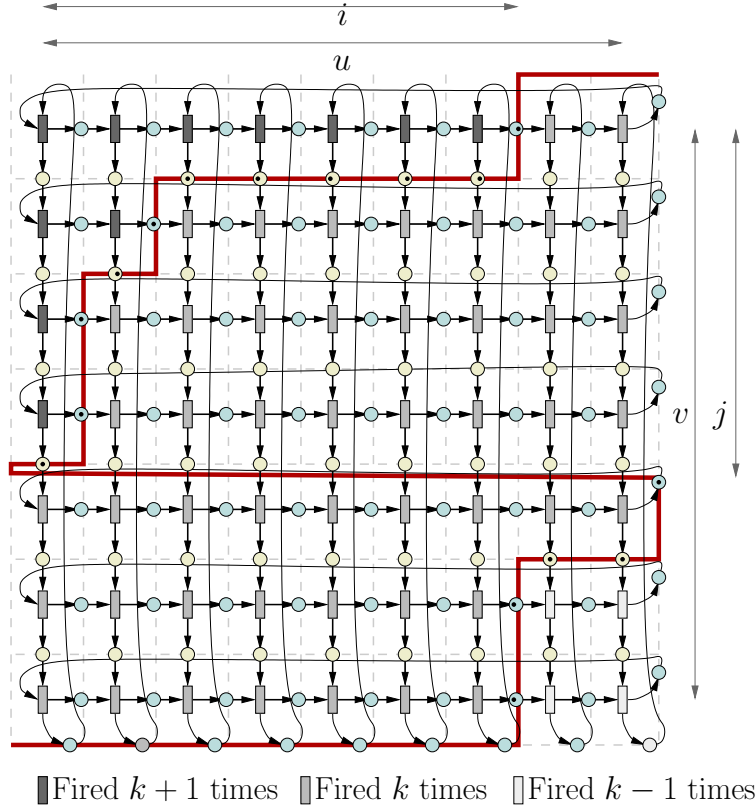 i
u
v j
Fired k + 1 times Fired k times Fired k − 1 times